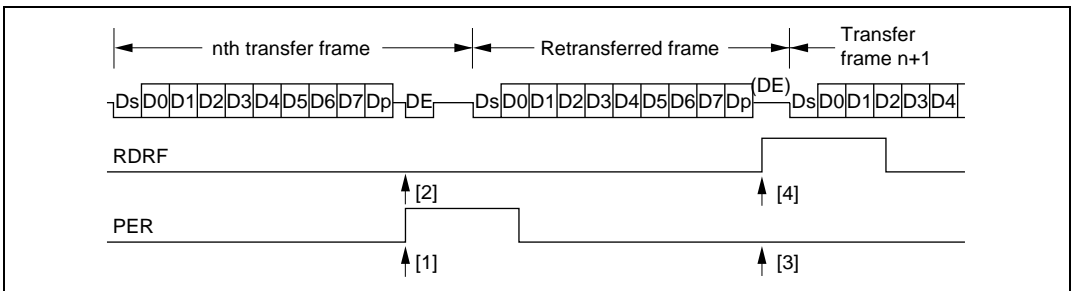 nth transfer frame
Retransferred frame
Transfer
frame n+1
Ds D0 D1 D2 D3 D4 D5 D6 D7 Dp DE Ds D0 D1 D2 D3 D4 D5 D6 D7 Dp (DE) Ds D0 D1 D2 D3 D4
RDRF
[2] [4]
PER
[1] [3]